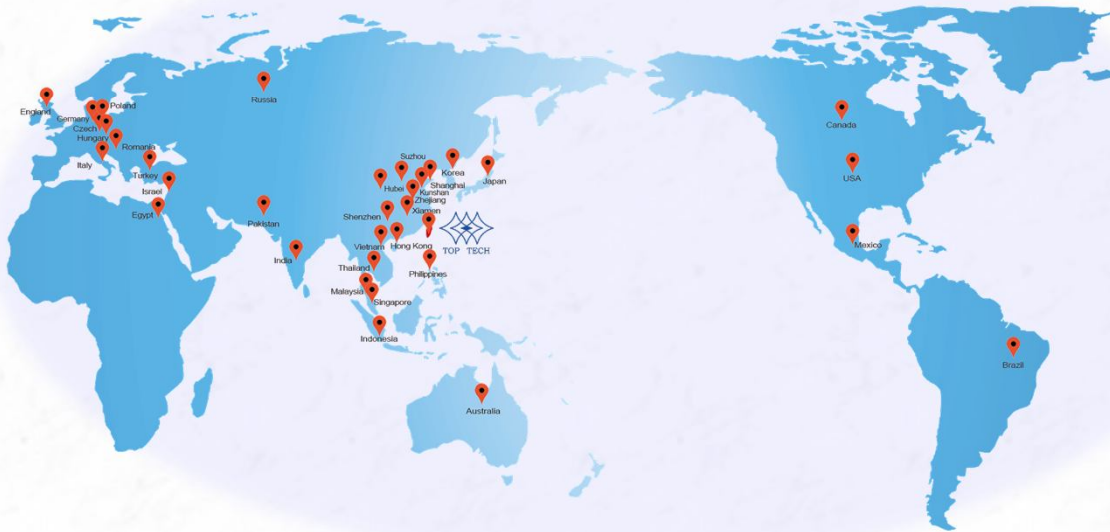 England
Poland
Germany
Czech
Hungary
Romania
Italy
Turkey
Israel
Egypt
Russia
Pakistan
India
Suzhou
Korea
Japan
Hubei
Shanghai
Kunshan
Zhejiang
Xiamen
Shenzhen
Vietnam
Hong Kong
TOP TECH
Thailand
Philippines
Malaysia
Singapore
Indonesia
Australia
Canada
USA
Mexico
Brazil